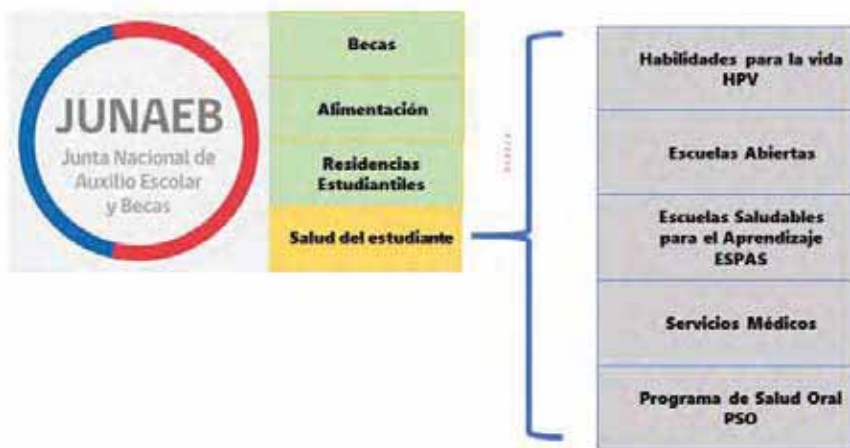 JUNAEB
Junta Nacional de
Auxilio Escolar
y Becas
Becas
Alimentación
Residencias
Estudiantiles
Salud del estudiante
Habilidades para la vida
HPV
Escuelas Abiertas
Escuelas Saludables
para el Aprendizaje
ESPAS
Servicios Médicos
Programa de Salud Oral
PSO